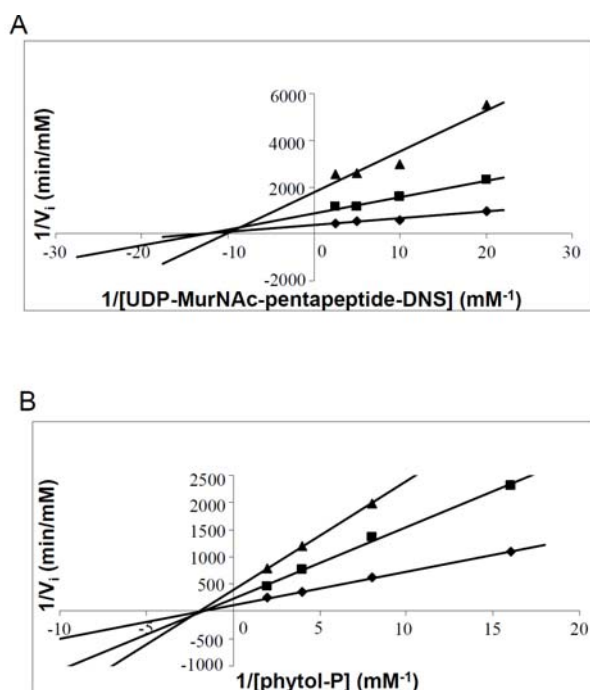 A
6000
4000
2000
-30 -20 -10 0 10 20 30
-2000
1/Vi (min/mM)
1/[UDP-MurNAc-pentapeptide-DNS] (mM-1)
B
2500
2000
1500
1000
500
-10 -5 0 5 10 15 20
-500
-1000
1/Vi (min/mM)
1/[phytol-P] (mM-1)